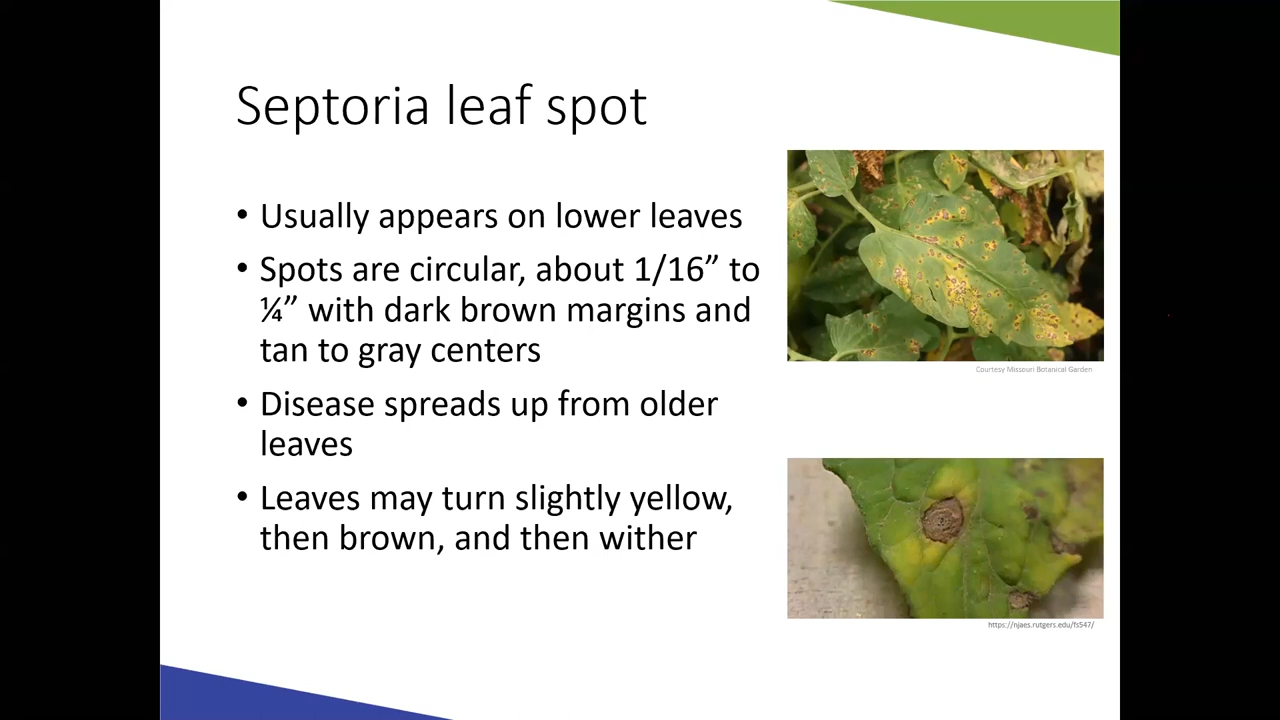 Septoria leaf spot
• Usually appears on lower leaves
• Spots are circular, about 1/16” to
¼” with dark brown margins and
tan to gray centers
• Disease spreads up from older
leaves
• Leaves may turn slightly yellow,
then brown, and then wither
Courtesy Missouri Botanical Garden
https://njaes.rutgers.edu/fs547/